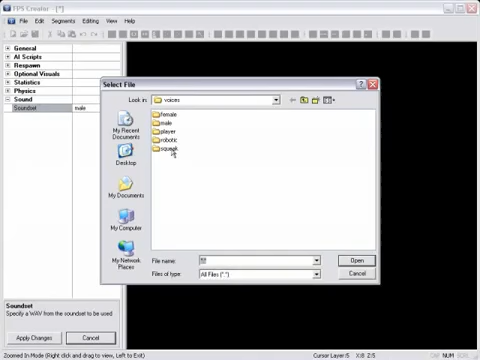 FPS Creator - [*]
File Edit Segments Editing View Help
General
AI Scripts
Respawn
Optional Visuals
Statistics
Physics
Sound
Soundset male
Select File
Look in: voices
female
male
player
robotic
squeak
My Recent Documents
Desktop
My Documents
My Computer
My Network Places
File name:
Open
Files of type: All Files (*.*)
Cancel
Soundset
Specify a WAV from the soundset to be used
Apply Changes
Cancel
Zoomed In Mode (Right click and drag to view, Left to Exit)
Cursor Layer/5 X:8 Z:5
NUM